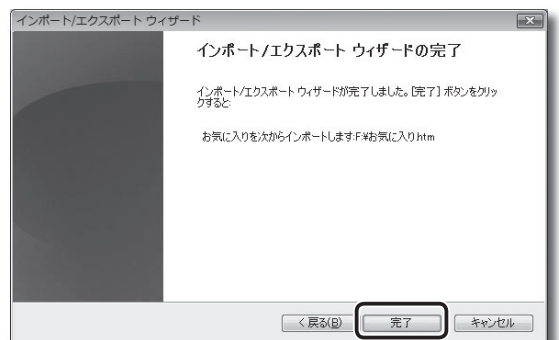 インポート/エクスポート ウィザード
インポート/エクスポート ウィザードの完了
インポート/エクスポート ウィザードが完了しました。[完了] ボタンをクリッ
クすると
お気に入りを次からインポートします:F:¥お気に入り.htm
< 戻る(B)
完了
キャンセル